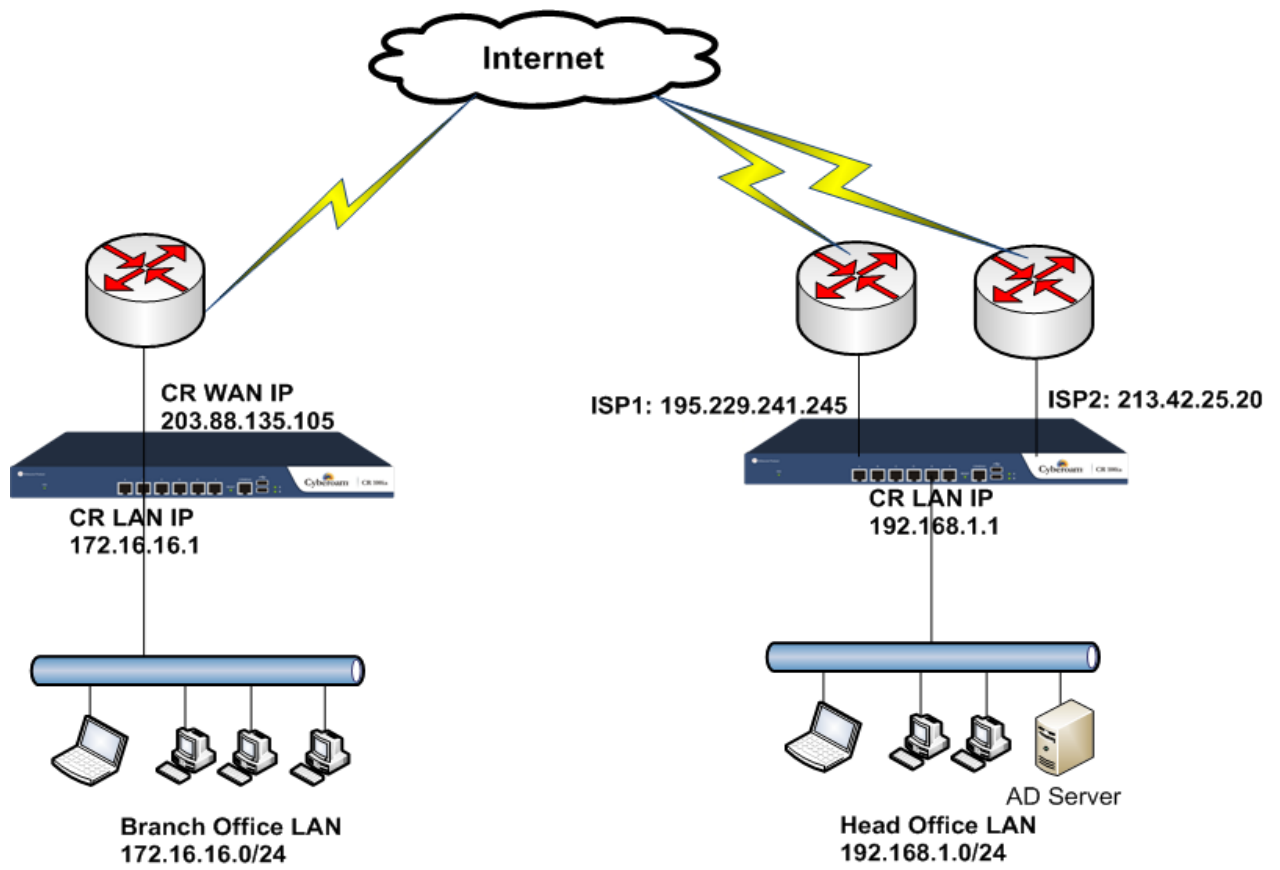 Internet
CR WAN IP
203.88.135.105
ISP1: 195.229.241.245
ISP2: 213.42.25.20
Cyberoam
Cyberoam
CR LAN IP
172.16.16.1
CR LAN IP
192.168.1.1
AD Server
Branch Office LAN
172.16.16.0/24
Head Office LAN
192.168.1.0/24